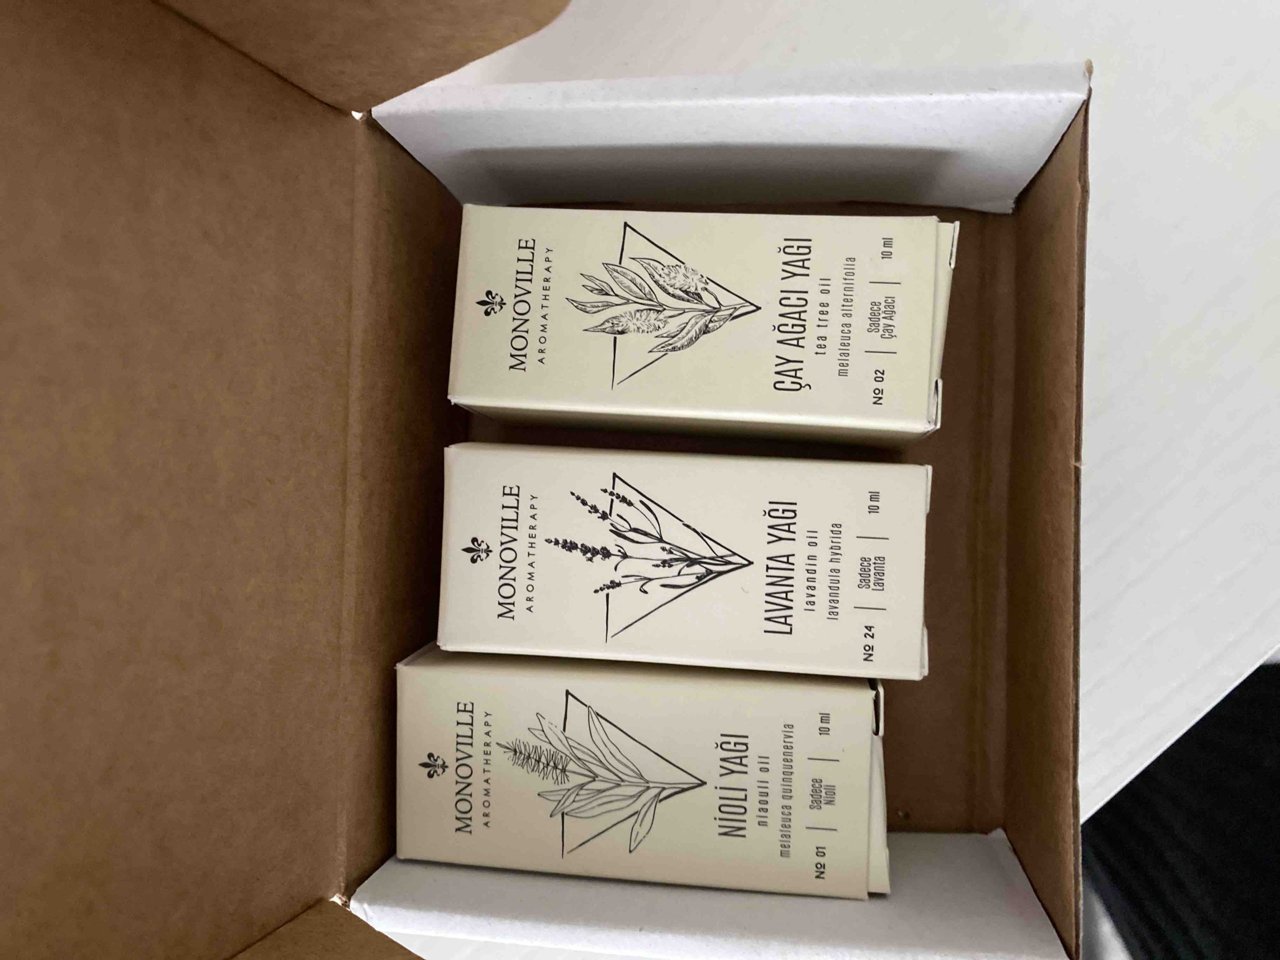 MONOVILLE
AROMATHERAPY
ÇAY AĞACI YAĞI
tea tree oil
melaleuca alternifolia
№ 02
Sadece
Çay Ağacı
10 ml
MONOVILLE
AROMATHERAPY
LAVANTA YAĞI
lavandin oil
lavandula hybrida
№ 24
Sadece
Lavanta
10 ml
MONOVILLE
AROMATHERAPY
NİOLİ YAĞI
niaouli oil
melaleuca quinquenervia
№ 01
Sadece
Nioli
10 ml